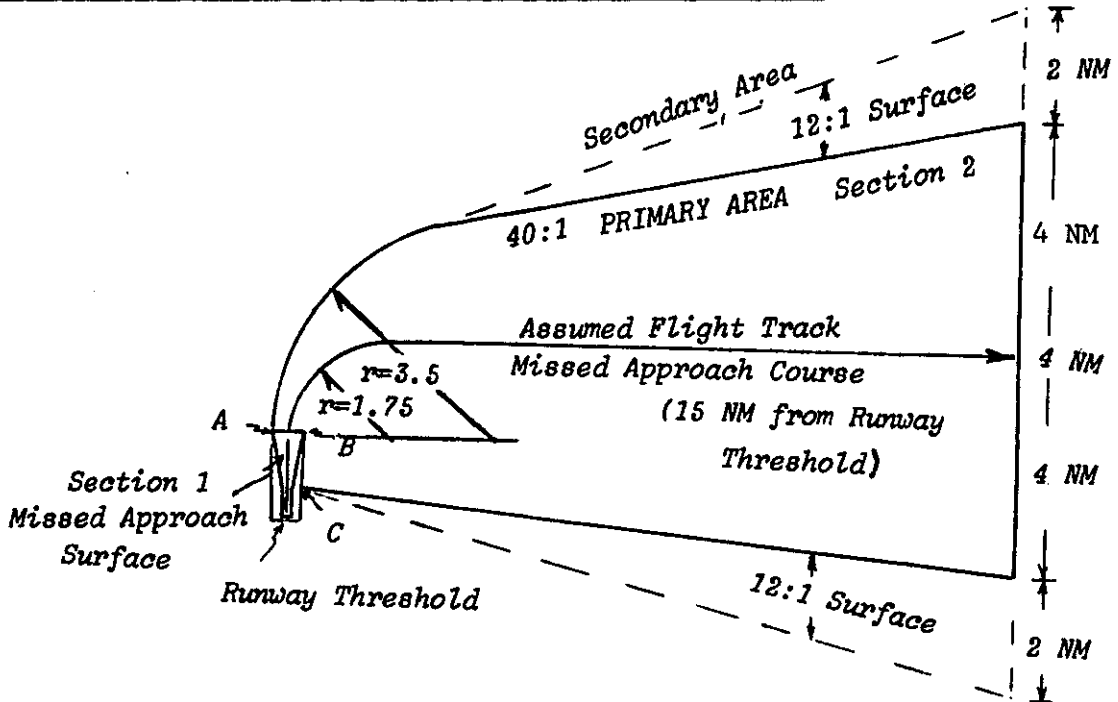 2 NM
Secondary Area
12:1 Surface
40:1 PRIMARY AREA Section 2
4 NM
Assumed Flight Track
Missed Approach Course
4 NM
r=3.5
r=1.75
(15 NM from Runway
Threshold)
A
B
4 NM
Section 1
Missed Approach
Surface
C
Runway Threshold
12:1 Surface
2 NM